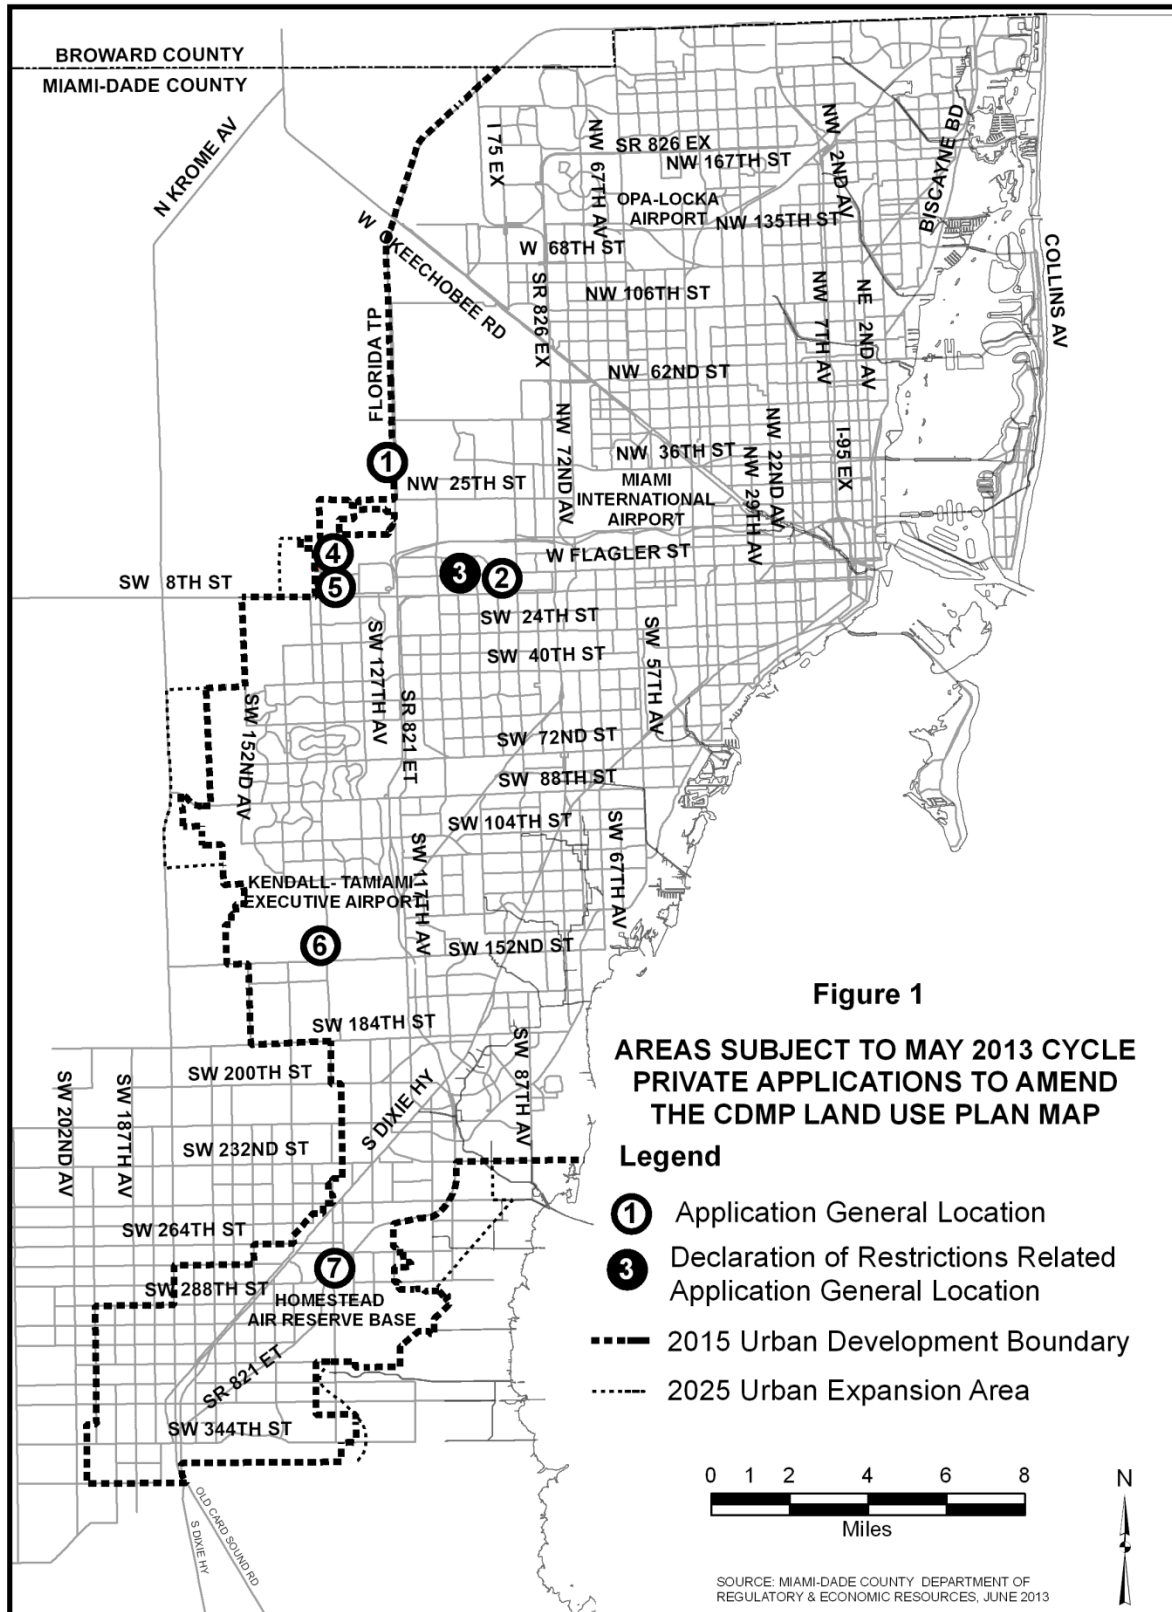 BROWARD COUNTY
MIAMI-DADE COUNTY
N KROME AV
I 75 EX
NW 67TH AV
SR 826 EX
NW 167TH ST
NW 2ND AV
BISCAYNE BD
OPA-LOCKA
AIRPORT
NW 135TH ST
W OKEECHOBEE RD
W 68TH ST
SR 826 EX
NW 106TH ST
NW 7TH AV
NE 2ND AV
COLLINS AV
FLORIDA TP
NW 62ND ST
NW 72ND AV
NW 36TH ST
NW 22ND AV
I-95 EX
1
NW 25TH ST
MIAMI
INTERNATIONAL
AIRPORT
NW 29TH AV
4
W FLAGLER ST
SW 8TH ST
5
3
2
SW 24TH ST
SW 127TH AV
SW 40TH ST
SW 57TH AV
SW 152ND AV
SR 821 ET
SW 72ND ST
SW 88TH ST
SW 104TH ST
SW 117TH AV
SW 67TH AV
KENDALL- TAMIAMI
EXECUTIVE AIRPORT
6
SW 152ND ST
SW 184TH ST
SW 87TH AV
SW 200TH ST
SW 202ND AV
SW 187TH AV
S DIXIE HY
SW 232ND ST
SW 264TH ST
7
SW 288TH ST
HOMESTEAD
AIR RESERVE BASE
SR 821 ET
SW 344TH ST
OLD CARD SOUND RD
S DIXIE HY
Figure 1
AREAS SUBJECT TO MAY 2013 CYCLE
PRIVATE APPLICATIONS TO AMEND
THE CDMP LAND USE PLAN MAP
Legend
1 Application General Location
3 Declaration of Restrictions Related
Application General Location
2015 Urban Development Boundary
2025 Urban Expansion Area
0 1 2 4 6 8
Miles
N
SOURCE: MIAMI-DADE COUNTY DEPARTMENT OF
REGULATORY & ECONOMIC RESOURCES, JUNE 2013